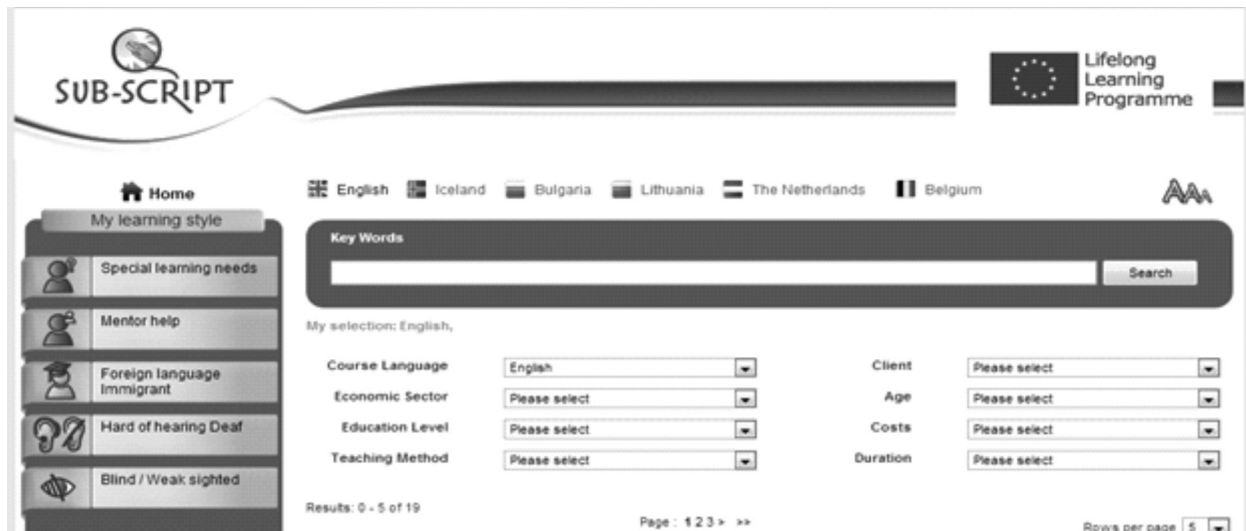 SUB-SCRIPT
Lifelong
Learning
Programme
Home
English Iceland Bulgaria Lithuania The Netherlands Belgium
AAA
My learning style
Special learning needs
Mentor help
Foreign language
Immigrant
Hard of hearing Deaf
Blind / Weak sighted
Key Words
Search
My selection: English,
Course Language English Client Please select
Economic Sector Please select Age Please select
Education Level Please select Costs Please select
Teaching Method Please select Duration Please select
Results: 0 - 5 of 19
Page : 1 2 3 > >>
Rows per page 5